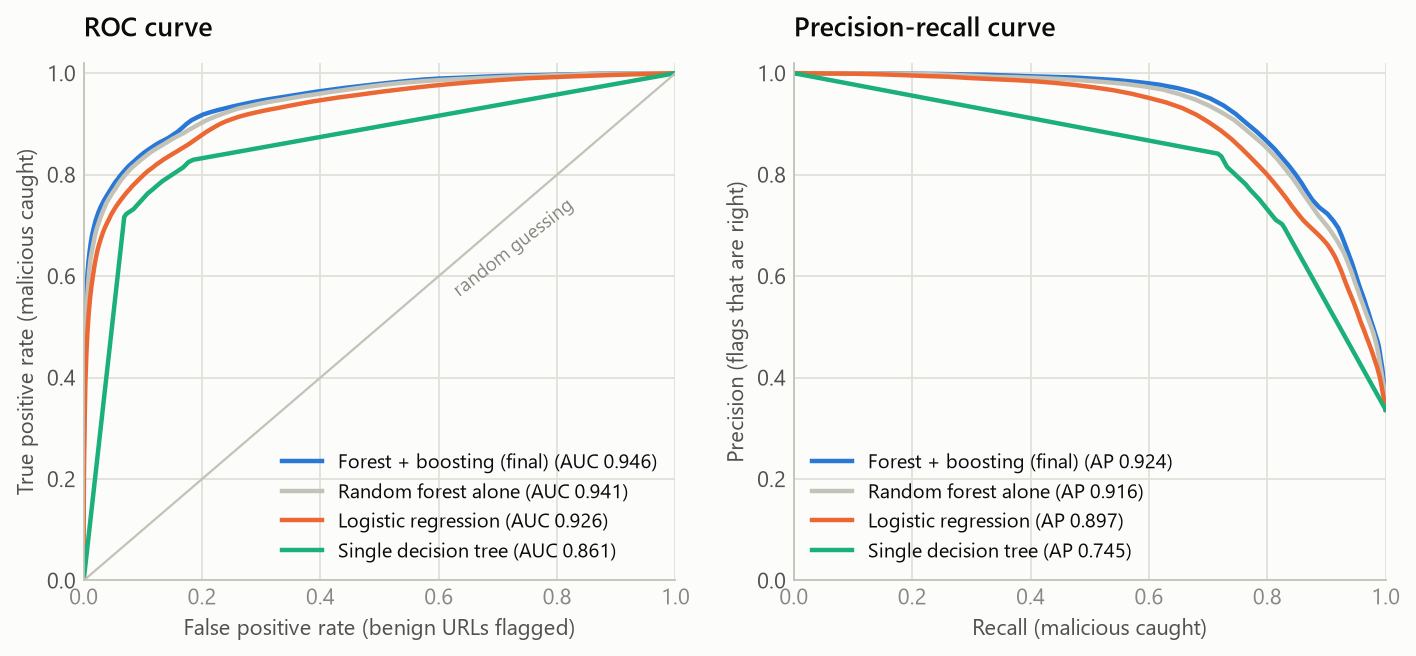 ROC curve
True positive rate (malicious caught)
1.0
0.8
0.6
0.4
0.2
0.0
random guessing
Forest + boosting (final) (AUC 0.946)
Random forest alone (AUC 0.941)
Logistic regression (AUC 0.926)
Single decision tree (AUC 0.861)
0.0 0.2 0.4 0.6 0.8 1.0
False positive rate (benign URLs flagged)
Precision-recall curve
Precision (flags that are right)
1.0
0.8
0.6
0.4
0.2
0.0
Forest + boosting (final) (AP 0.924)
Random forest alone (AP 0.916)
Logistic regression (AP 0.897)
Single decision tree (AP 0.745)
0.0 0.2 0.4 0.6 0.8 1.0
Recall (malicious caught)